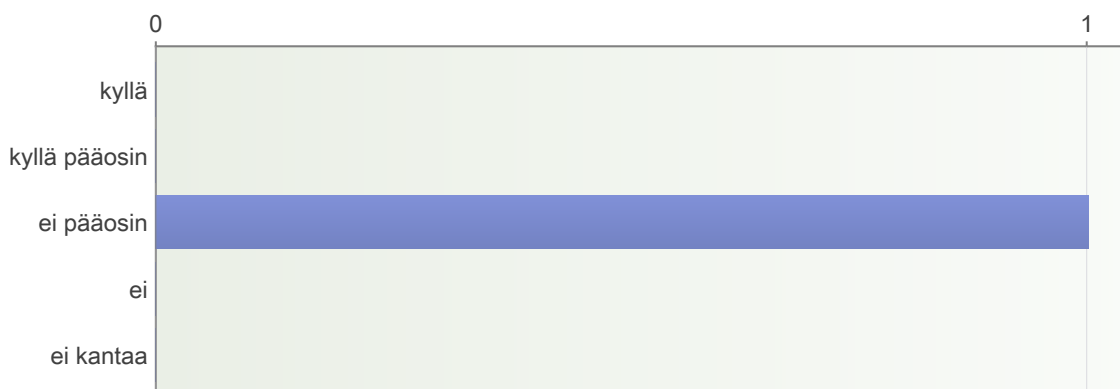 0 1
kyllä
kyllä pääosin
ei pääosin
ei
ei kantaa